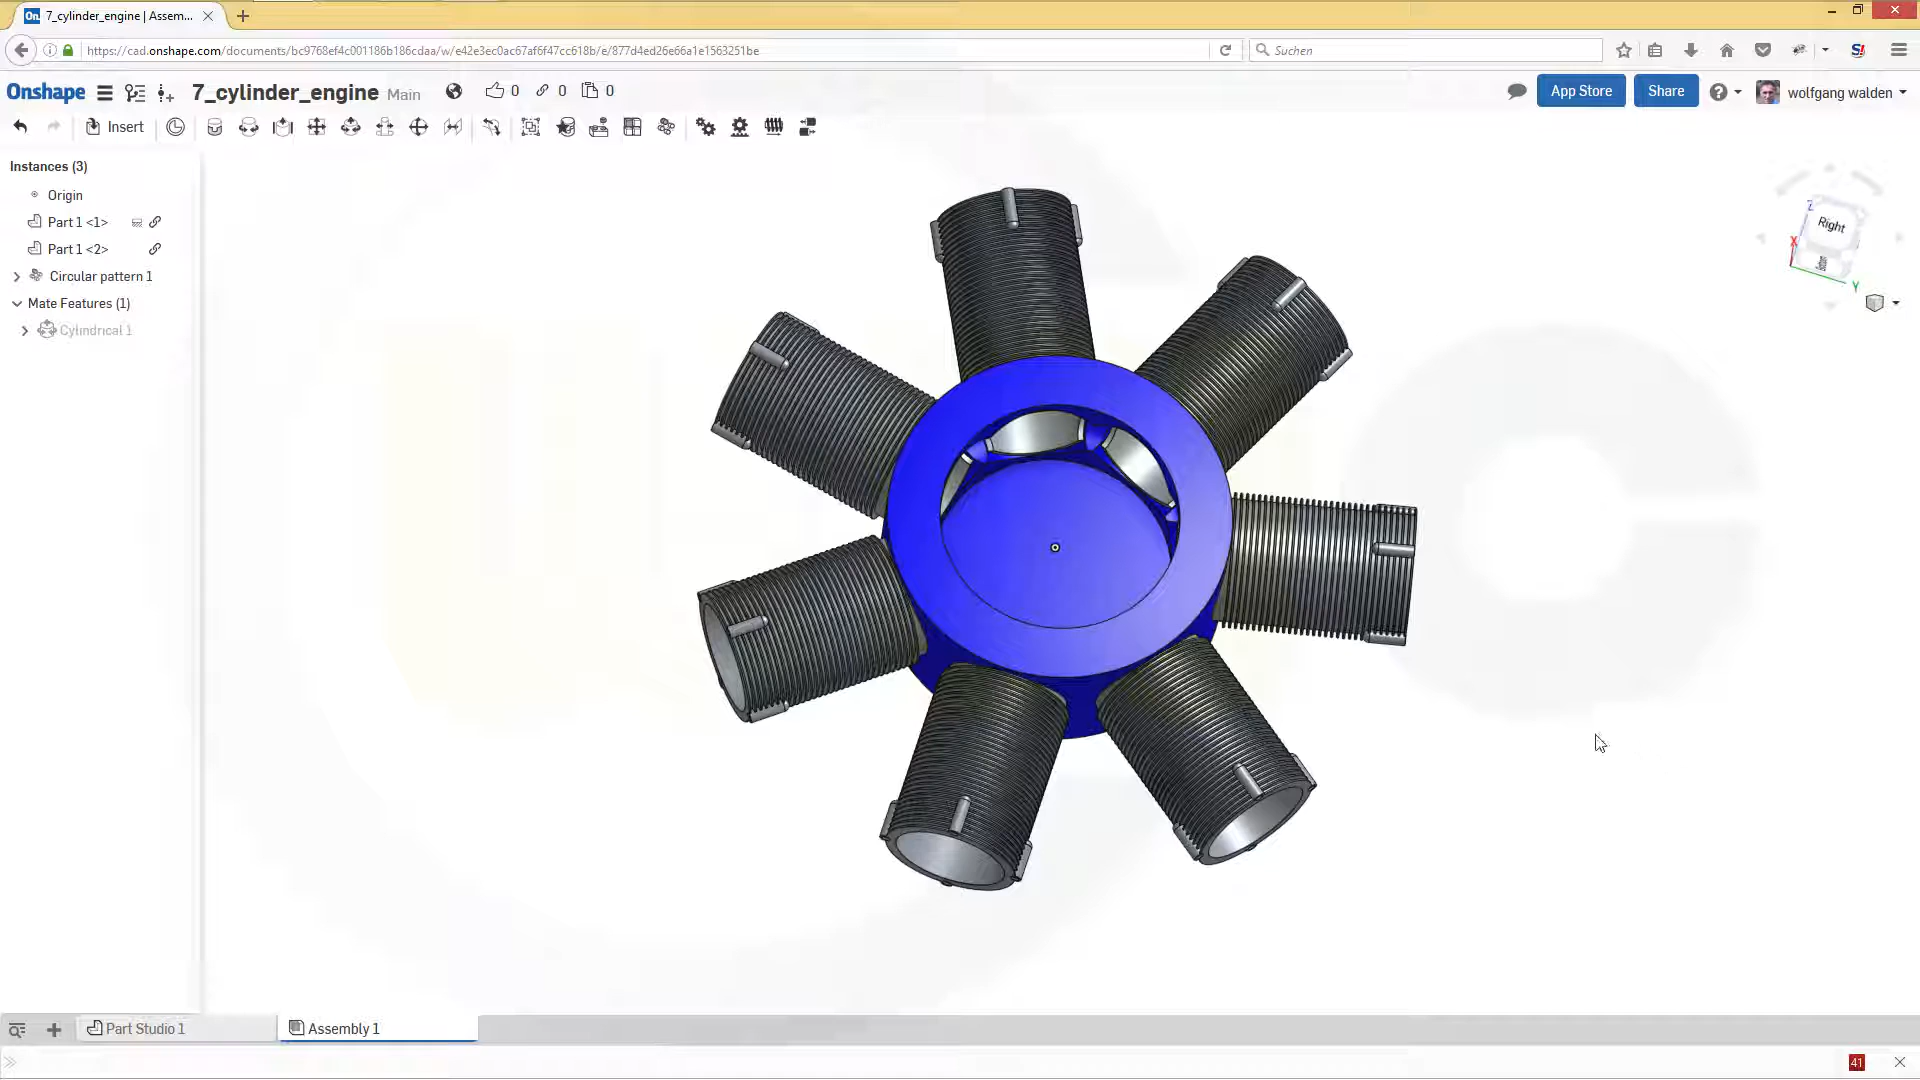 On 7_cylinder_engine | Assem...
https://cad.onshape.com/documents/bc9768ef4c001186b186cdaa/w/e42e3ec0ac67af6f47cc618b/e/877d4ed26e66a1e1563251be
Suchen
S!
Onshape 7_cylinder_engine Main 0 0 0 App Store Share wolfgang walden
Insert
Instances (3)
Origin
Part 1 <1>
Part 1 <2>
Circular pattern 1
Mate Features (1)
Cylindrical 1
Z
Right
X
Y
Part Studio 1
Assembly 1
41